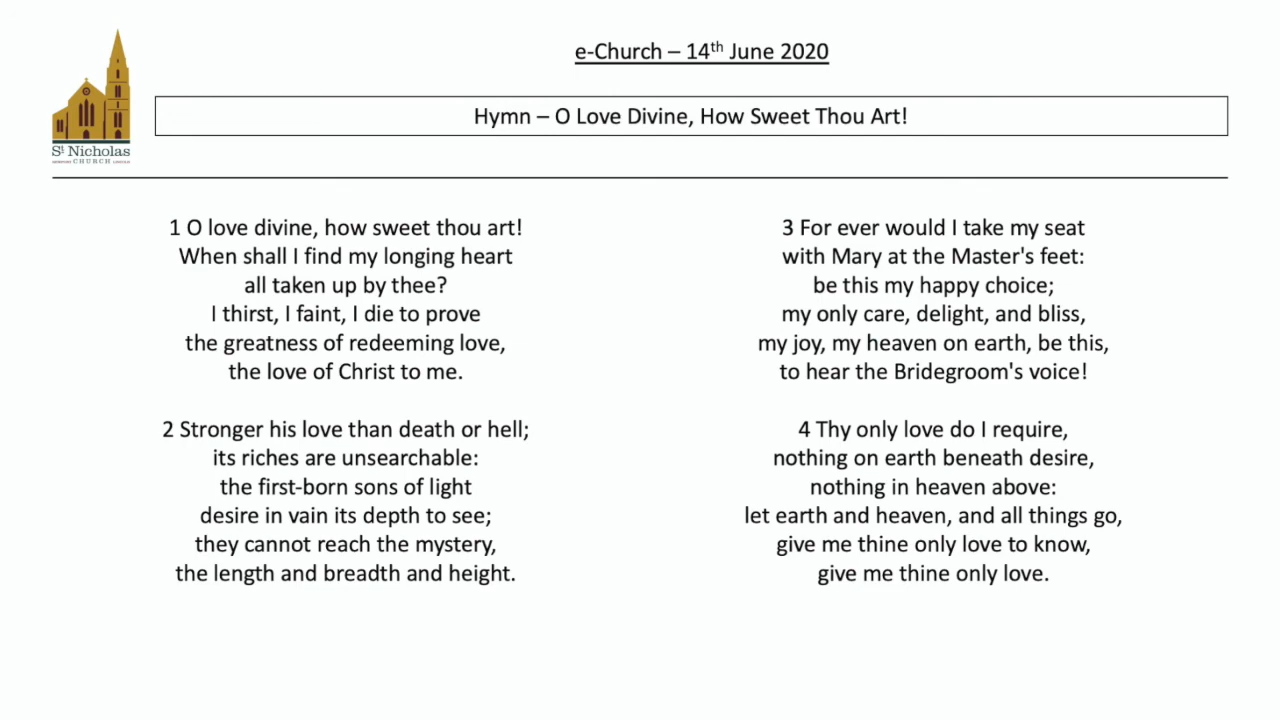 e-Church – 14th June 2020
Hymn – O Love Divine, How Sweet Thou Art!
St Nicholas
CHURCH
1 O love divine, how sweet thou art!
When shall I find my longing heart
all taken up by thee?
I thirst, I faint, I die to prove
the greatness of redeeming love,
the love of Christ to me.
2 Stronger his love than death or hell;
its riches are unsearchable:
the first-born sons of light
desire in vain its depth to see;
they cannot reach the mystery,
the length and breadth and height.
3 For ever would I take my seat
with Mary at the Master's feet:
be this my happy choice;
my only care, delight, and bliss,
my joy, my heaven on earth, be this,
to hear the Bridegroom's voice!
4 Thy only love do I require,
nothing on earth beneath desire,
nothing in heaven above:
let earth and heaven, and all things go,
give me thine only love to know,
give me thine only love.